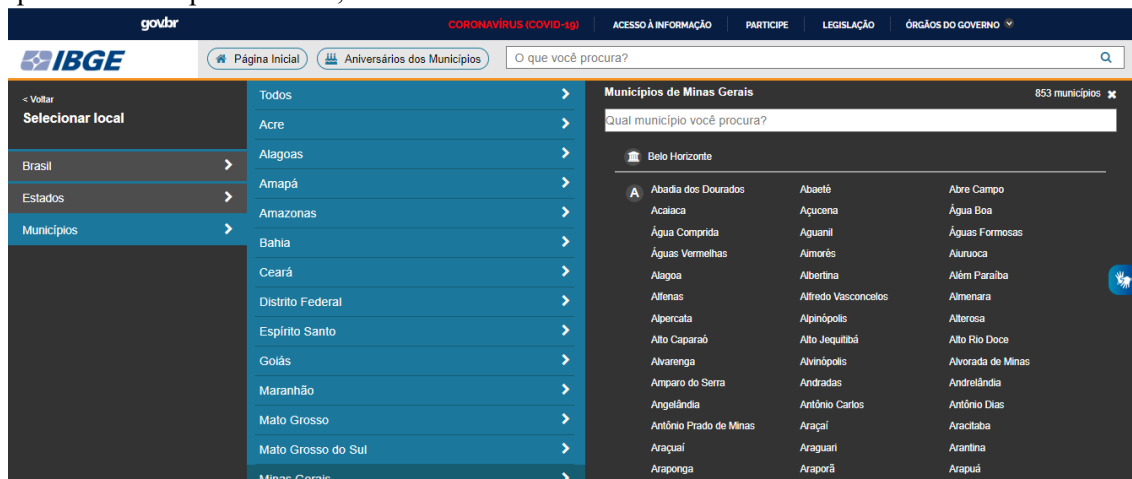 govbr
CORONAVÍRUS (COVID-19) ACESSO À INFORMAÇÃO PARTICIPE LEGISLAÇÃO ÓRGÃOS DO GOVERNO
IBGE
Página Inicial
Aniversários dos Municípios
O que você procura?
< Voltar
Selecionar local
Brasil
Estados
Municípios
Todos
Acre
Alagoas
Amapá
Amazonas
Bahia
Ceará
Distrito Federal
Espírito Santo
Goiás
Maranhão
Mato Grosso
Mato Grosso do Sul
Minas Gerais
Municípios de Minas Gerais 853 municípios
Qual município você procura?
Belo Horizonte
A
Abadia dos Dourados Abaeté Abre Campo
Acaiaca Açucena Água Boa
Água Comprida Aguanil Águas Formosas
Águas Vermelhas Aimorés Aiuruoca
Alagoa Albertina Além Paraíba
Alfenas Alfredo Vasconcelos Almenara
Alpercata Alpinópolis Alterosa
Alto Caparaó Alto Jequitibá Alto Rio Doce
Alvarenga Alvinópolis Alvorada de Minas
Amparo do Serra Andradas Andrelândia
Angelândia Antônio Carlos Antônio Dias
Antônio Prado de Minas Araçaí Aracitaba
Araçuaí Araguari Arantina
Araponga Araporã Arapuá